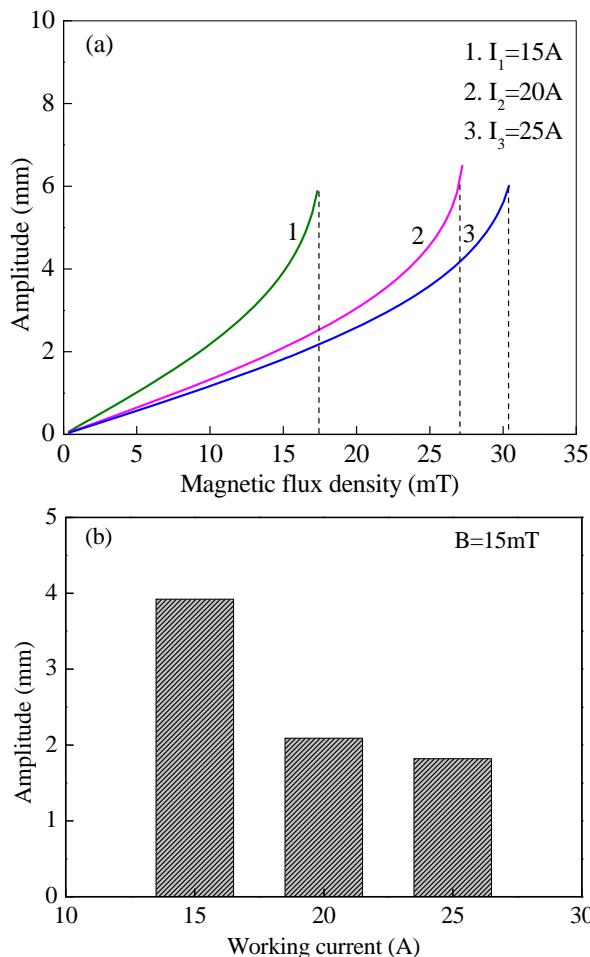 (a)
1. I₁=15A
2. I₂=20A
3. I₃=25A
Amplitude (mm)
10
8
6
4
2
0
1
2
3
0 5 10 15 20 25 30 35
Magnetic flux density (mT)
(b)
B=15mT
Amplitude (mm)
5
4
3
2
1
0
10 15 20 25 30
Working current (A)